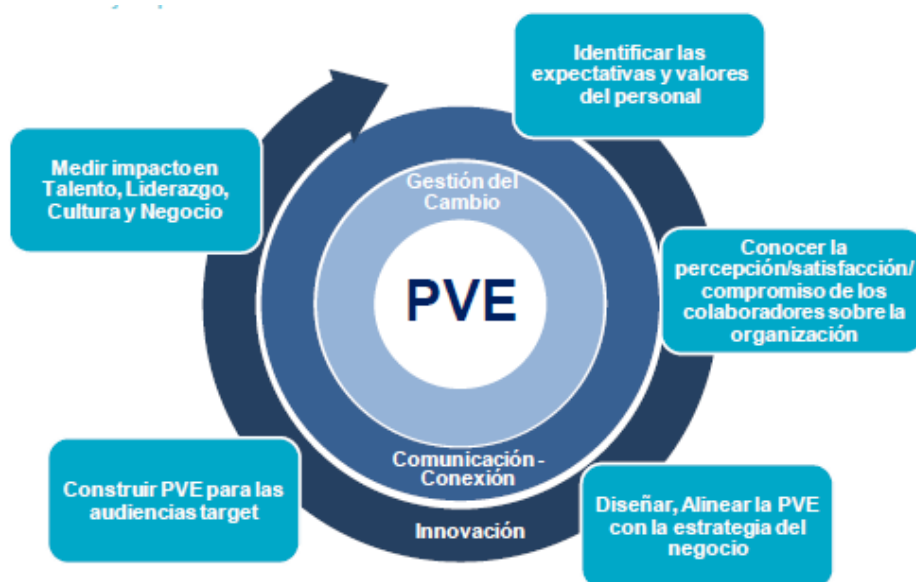 Identificar las
expectativas y valores
del personal
Medir impacto en
Talento, Liderazgo,
Cultura y Negocio
Gestión del
Cambio
PVE
Conocer la
percepción/satisfacción/
compromiso de los
colaboradores sobre la
organización
Comunicación -
Conexión
Construir PVE para las
audiencias target
Innovación
Diseñar, Alinear la PVE
con la estrategia del
negocio